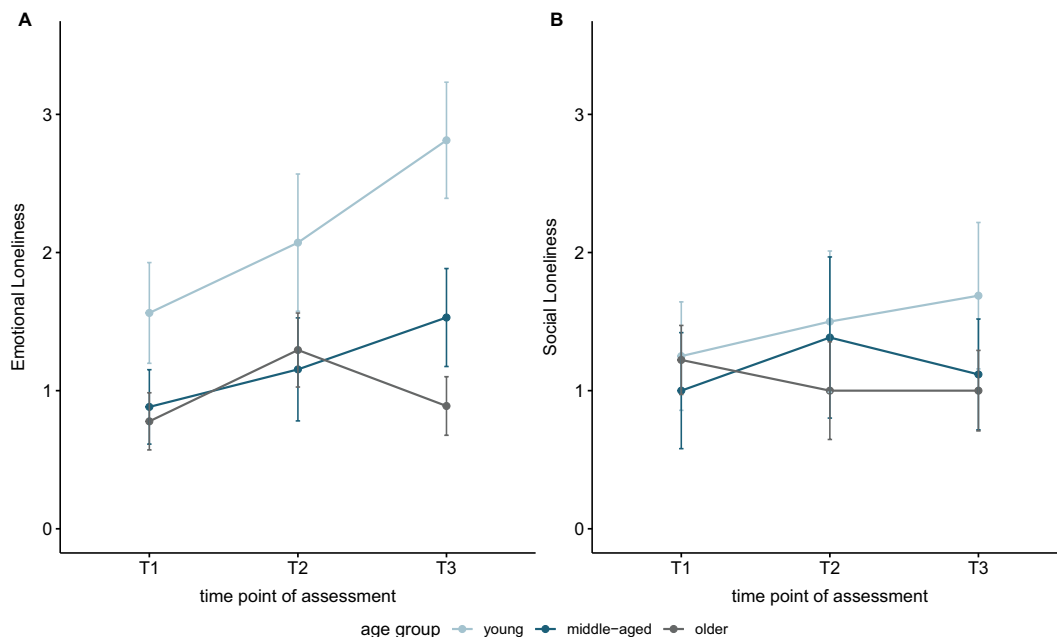 A
Emotional Loneliness
3
2
1
0
T1 T2 T3
time point of assessment
B
Social Loneliness
3
2
1
0
T1 T2 T3
time point of assessment
age group young middle−aged older